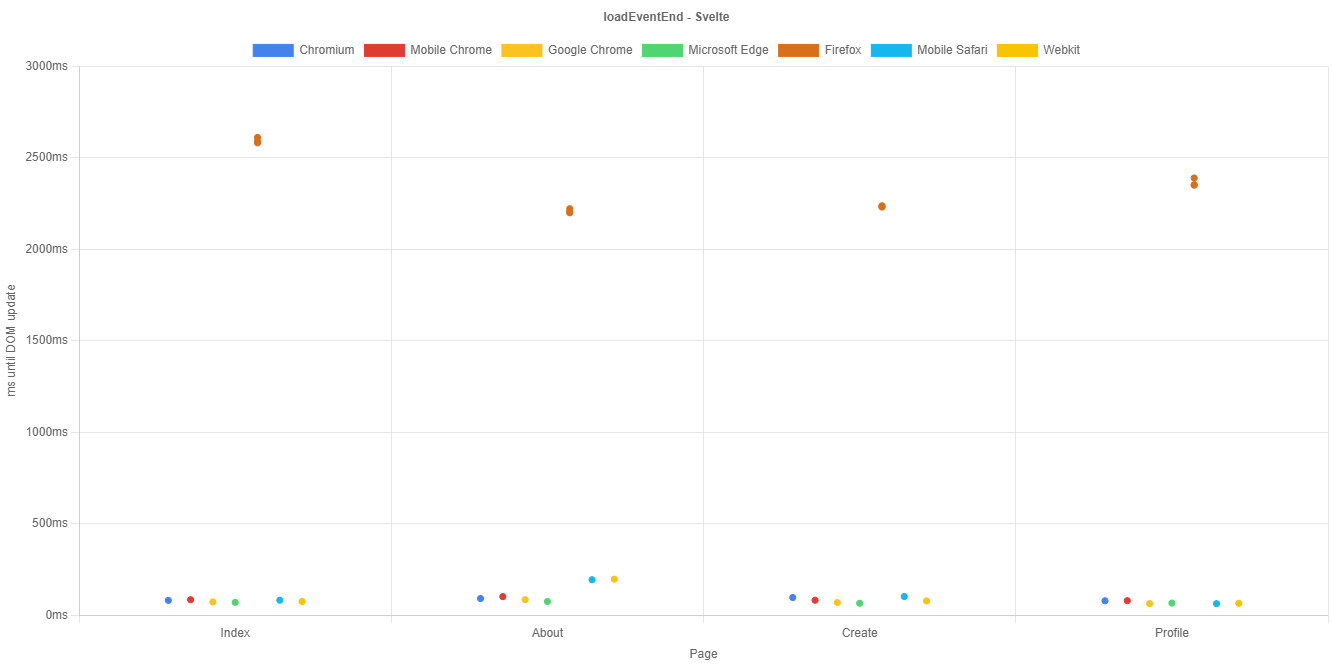 loadEventEnd - Svelte
Chromium Mobile Chrome Google Chrome Microsoft Edge Firefox Mobile Safari Webkit
3000ms
2500ms
2000ms
1500ms
1000ms
500ms
0ms
ms until DOM update
Index About Create Profile
Page